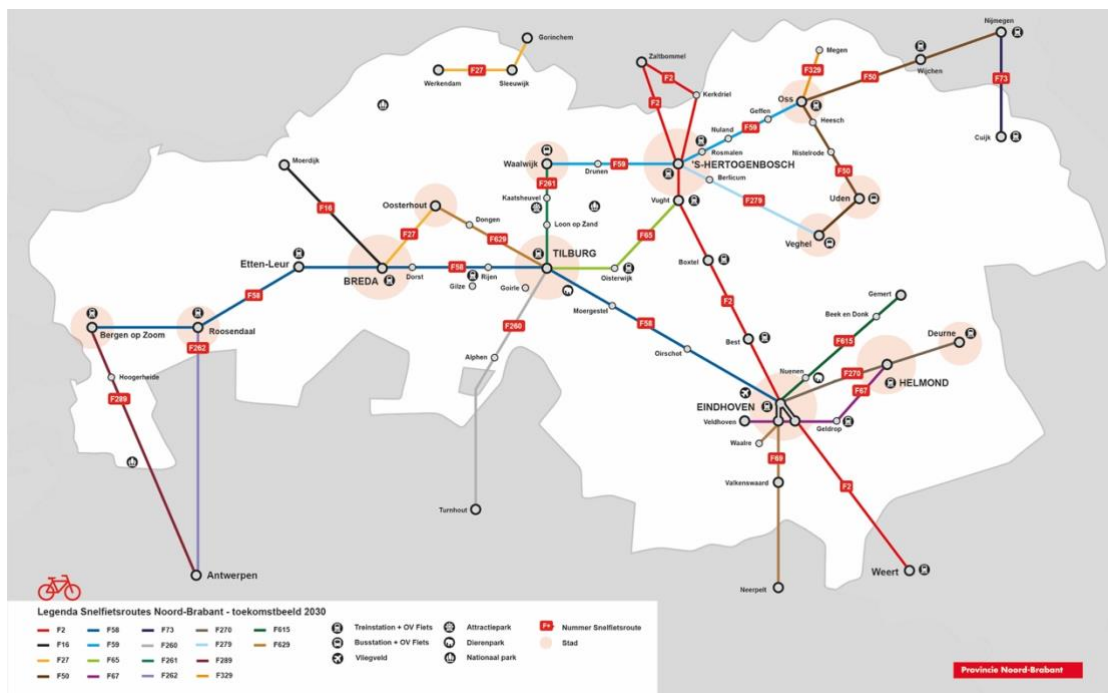 Gorinchem
F27
Werkendam
Sleeuwijk
Zaltbommel
F2
F2
Kerkdriel
Megen
F329
Nijmegen
Wijchen
F50
F73
Cuijk
Oss
Geffen
Nuland
F59
Rosmalen
Heesch
Nistelrode
F50
Uden
Veghel
Berlicum
F279
'S-HERTOGENBOSCH
Waalwijk
Drunen
F59
F261
Kaatsheuvel
Loon op Zand
Vught
F65
Oisterwijk
TILBURG
Moerdijk
F16
Oosterhout
Dongen
F27
F629
Etten-Leur
BREDA
Dorst
F58
Rijen
Gilze
Goirle
F58
Bergen op Zoom
Roosendaal
F262
Hoogerheide
F289
Antwerpen
F260
Alphen
Turnhout
Moergestel
F58
Oirschot
Boxtel
F2
Best
Gemert
Beek en Donk
F615
Deurne
Nuenen
F270
HELMOND
F67
EINDHOVEN
Veldhoven
Geldrop
Waalre
F69
Valkenswaard
F2
Neerpelt
Weert
Legenda Snelfietsroutes Noord-Brabant - toekomstbeeld 2030
F2 F58 F73 F270 F615 Treinstation + OV Fiets Attractiepark F+ Nummer Snelfietsroute
F16 F59 F260 F279 F629 Busstation + OV Fiets Dierenpark Stad
F27 F65 F261 F289 Vliegveld Nationaal park
F50 F67 F262 F329
Provincie Noord-Brabant